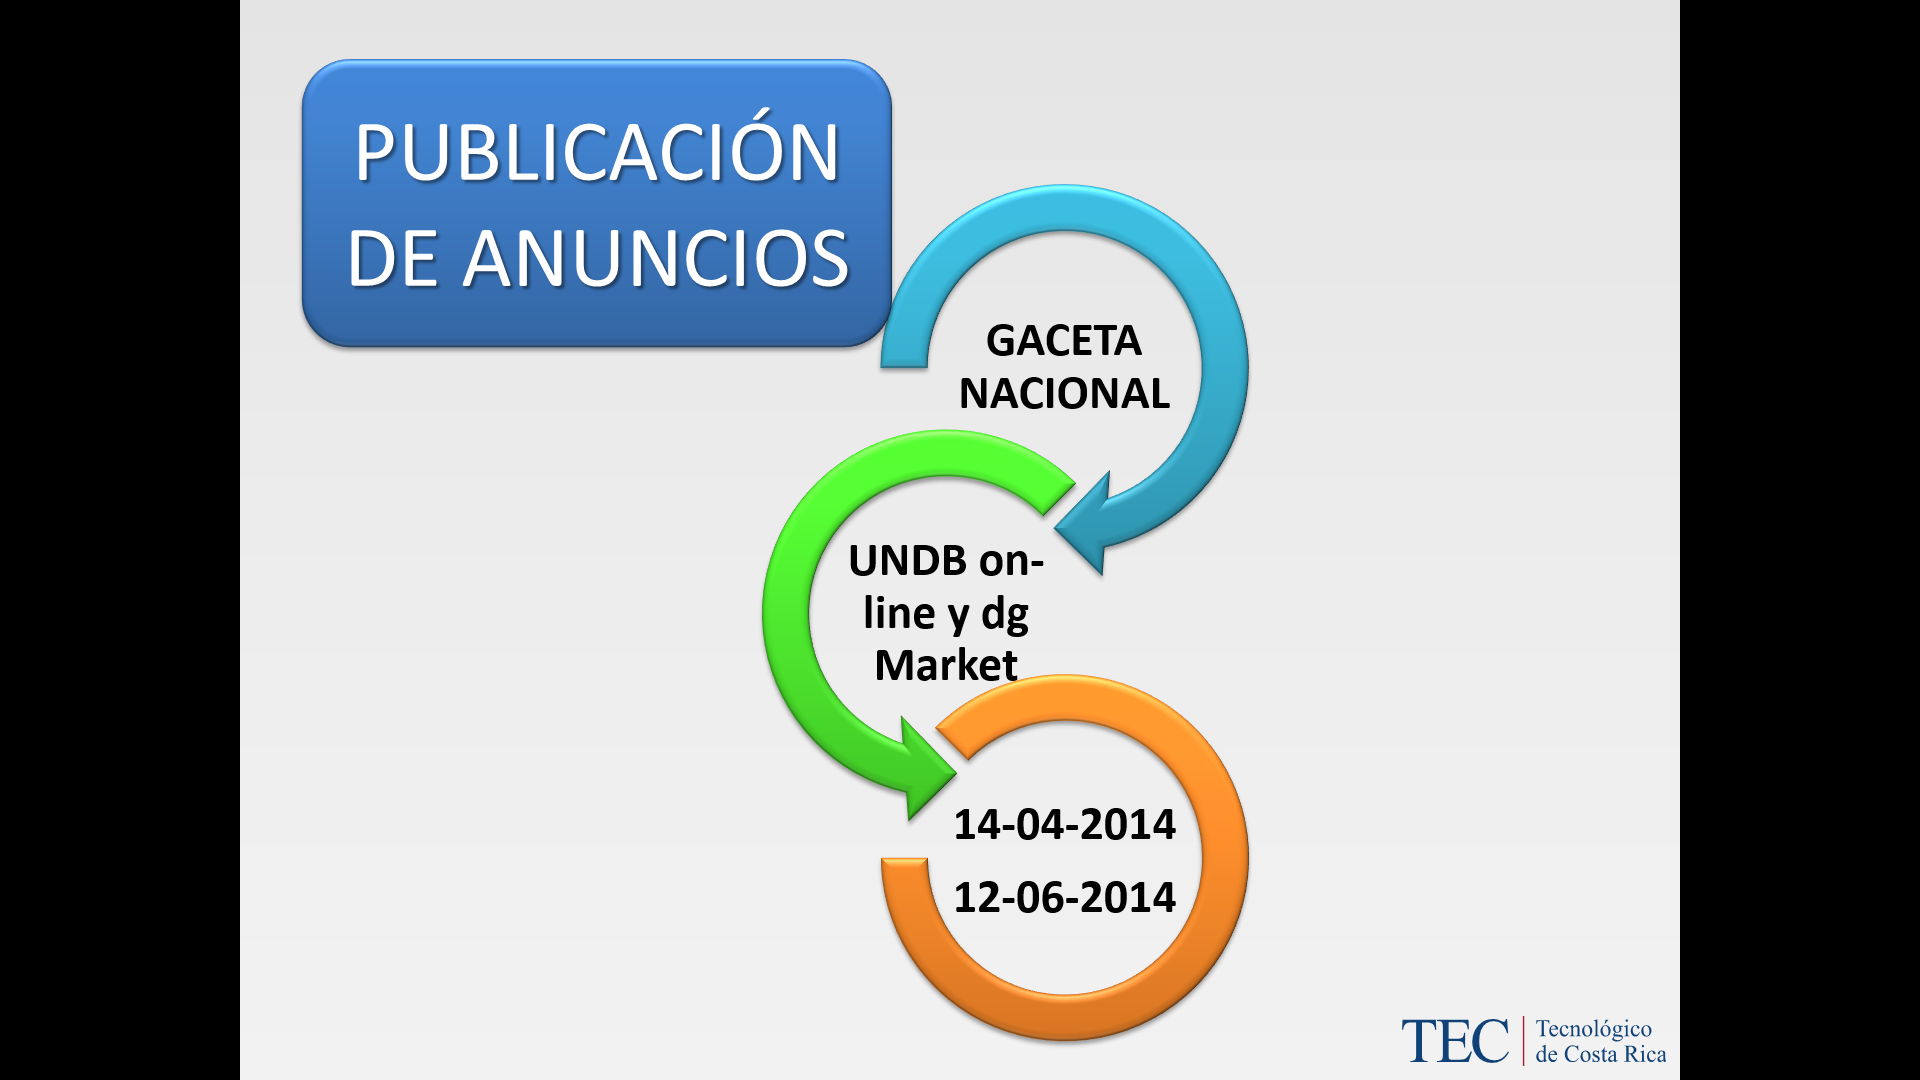 PUBLICACIÓN
DE ANUNCIOS
GACETA
NACIONAL
UNDB on-
line y dg
Market
14-04-2014
12-06-2014
TEC
Tecnológico
de Costa Rica